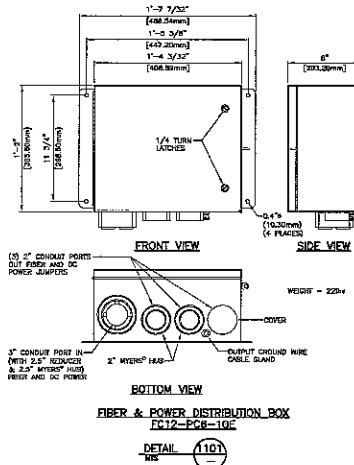 1'-7 7/32"
[488.54mm]
1'-5 5/8"
[447.20mm]
1'-4 3/32"
[408.89mm]
8"
[203.20mm]
1'-2"
[355.60mm]
11 3/4"
[298.50mm]
1/4 TURN
LATCHES
0.4"ø
(10.30mm)
(4 PLACES)
FRONT VIEW
SIDE VIEW
(3) 2" CONDUIT PORTS
OUT FIBER AND DC
POWER JUMPERS
WEIGHT = 22lbs
COVER
3" CONDUIT PORT IN
(WITH 2.5" REDUCER
& 2.5" MYERS' HUB)
FIBER AND DC POWER
2" MYERS' HUB
OUTPUT GROUND WIRE
CABLE GLAND
BOTTOM VIEW
FIBER & POWER DISTRIBUTION BOX
FC12-PC6-10E
DETAIL 1101
NTS